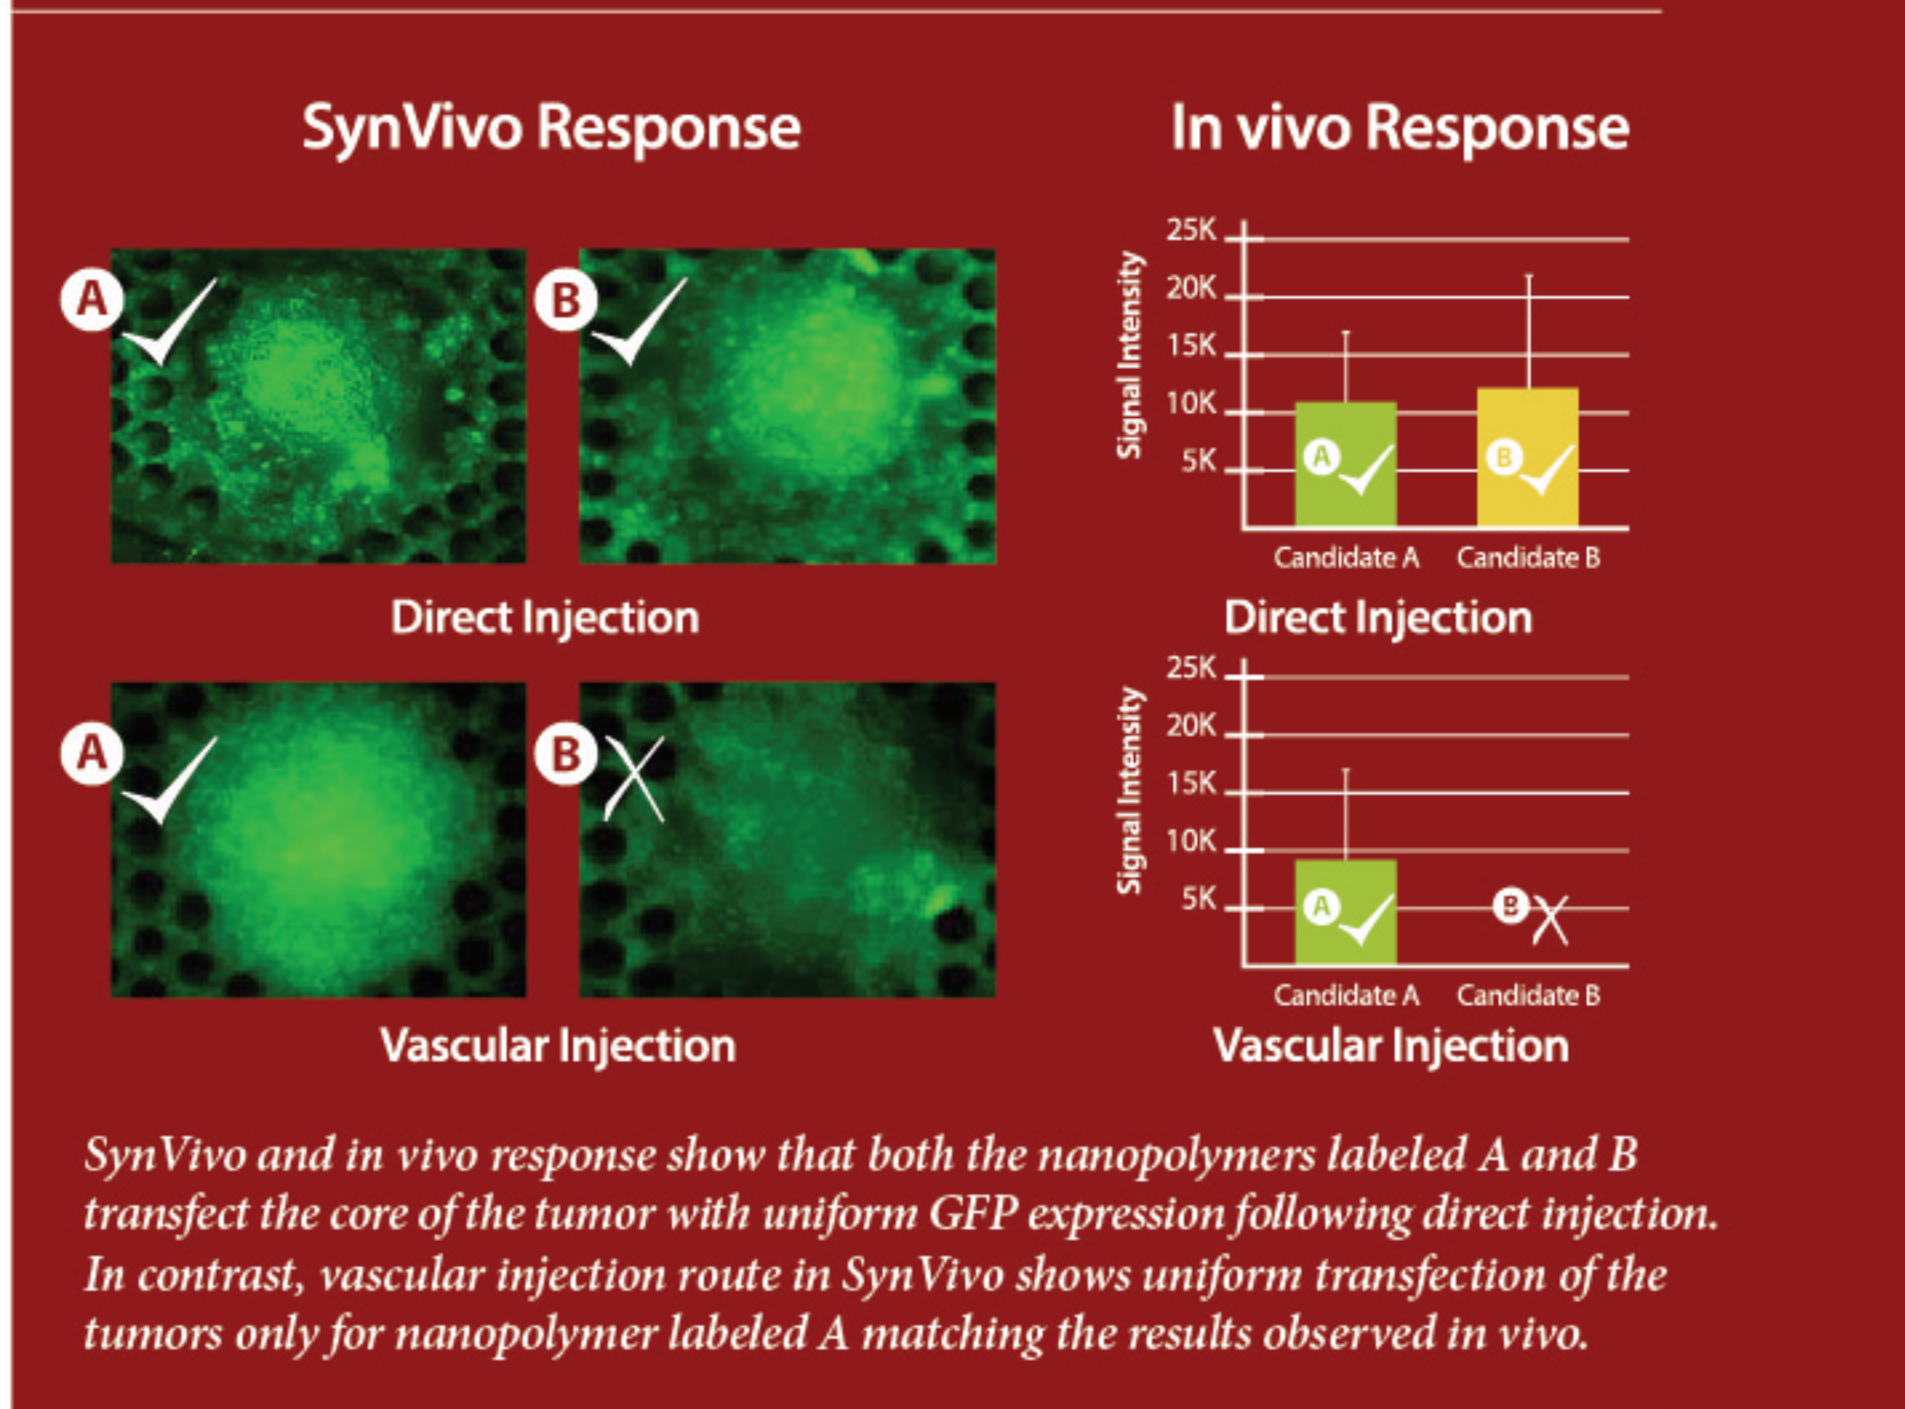 SynVivo Response
In vivo Response
A
B
Direct Injection
A
B
Vascular Injection
Signal Intensity
25K
20K
15K
10K
5K
A
B
Candidate A
Candidate B
Direct Injection
Signal Intensity
25K
20K
15K
10K
5K
A
B
Candidate A
Candidate B
Vascular Injection
SynVivo and in vivo response show that both the nanopolymers labeled A and B
transfect the core of the tumor with uniform GFP expression following direct injection.
In contrast, vascular injection route in SynVivo shows uniform transfection of the
tumors only for nanopolymer labeled A matching the results observed in vivo.